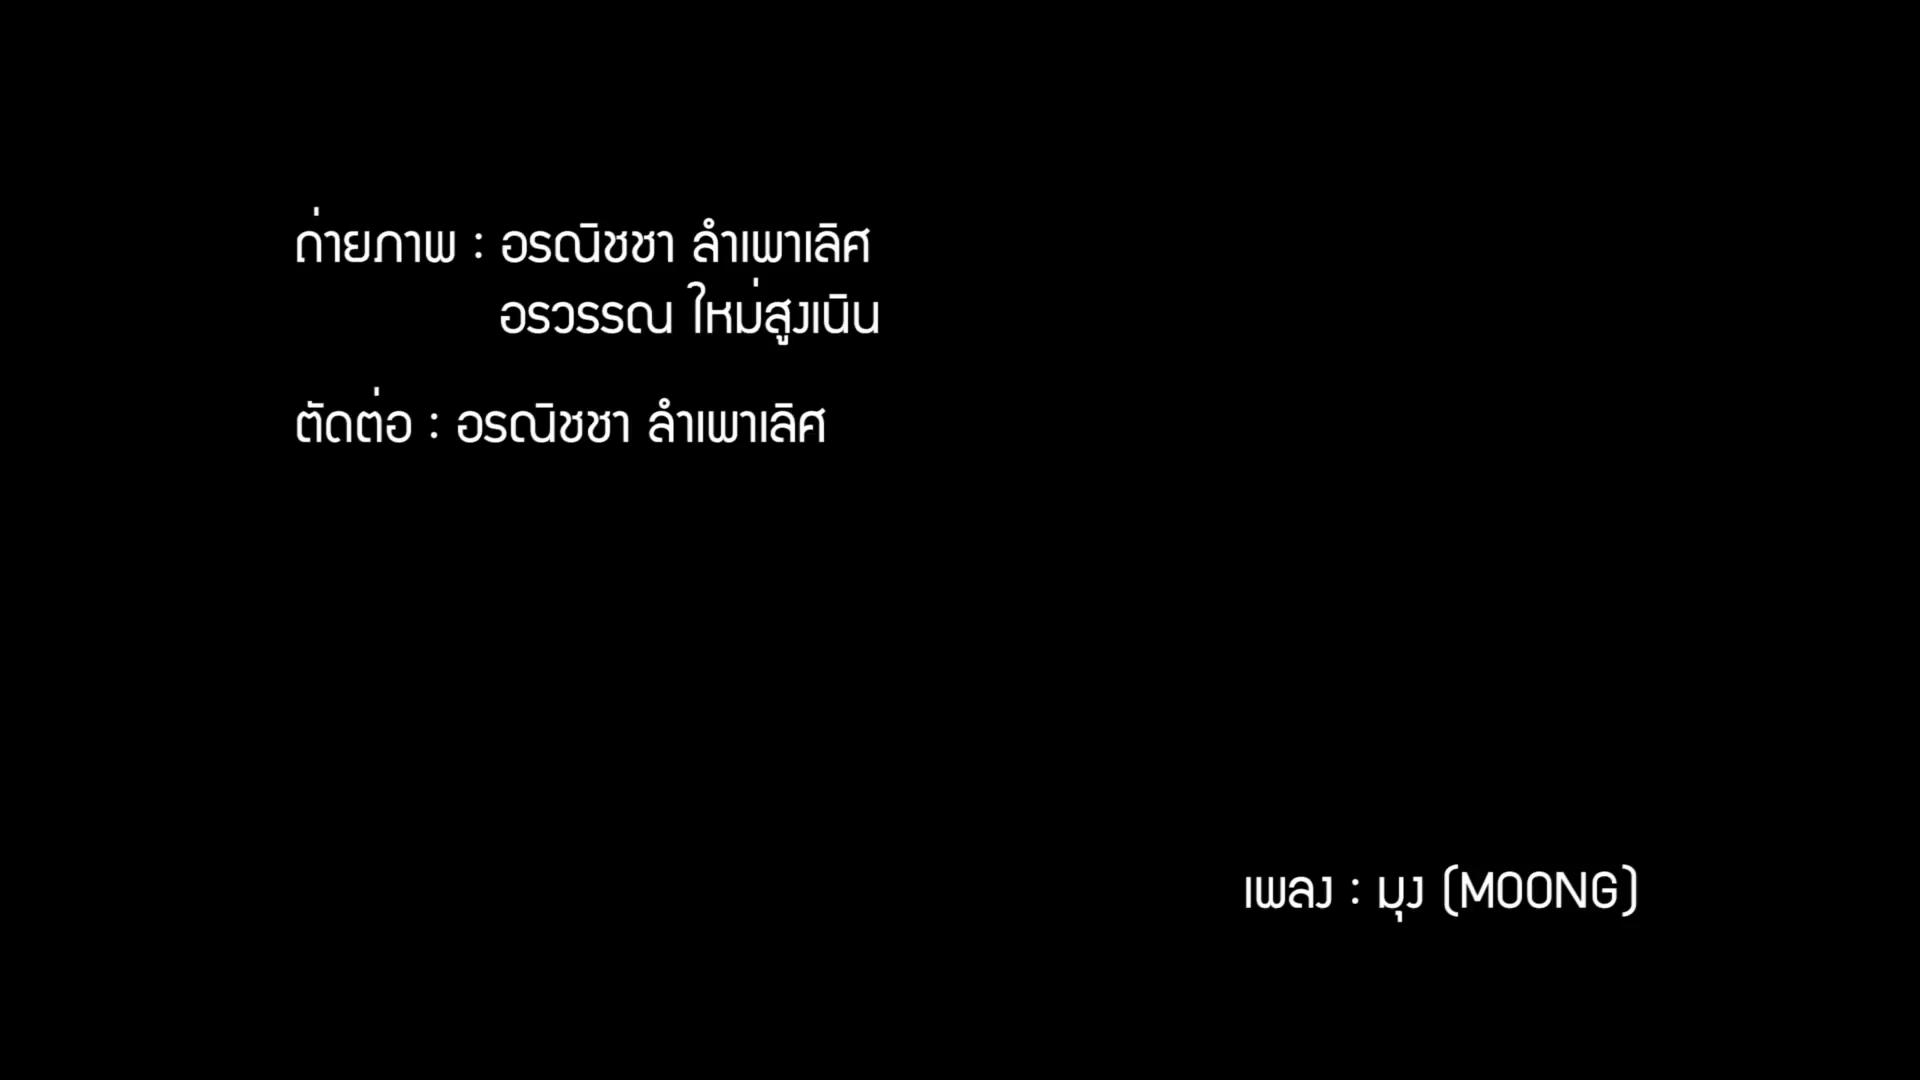 ถ่ายภาพ : อรณิชชา ลำเพาเลิศ
อรวรรณ ใหม่สูงเนิน
ตัดต่อ : อรณิชชา ลำเพาเลิศ
เพลง : มุง (MOONG)